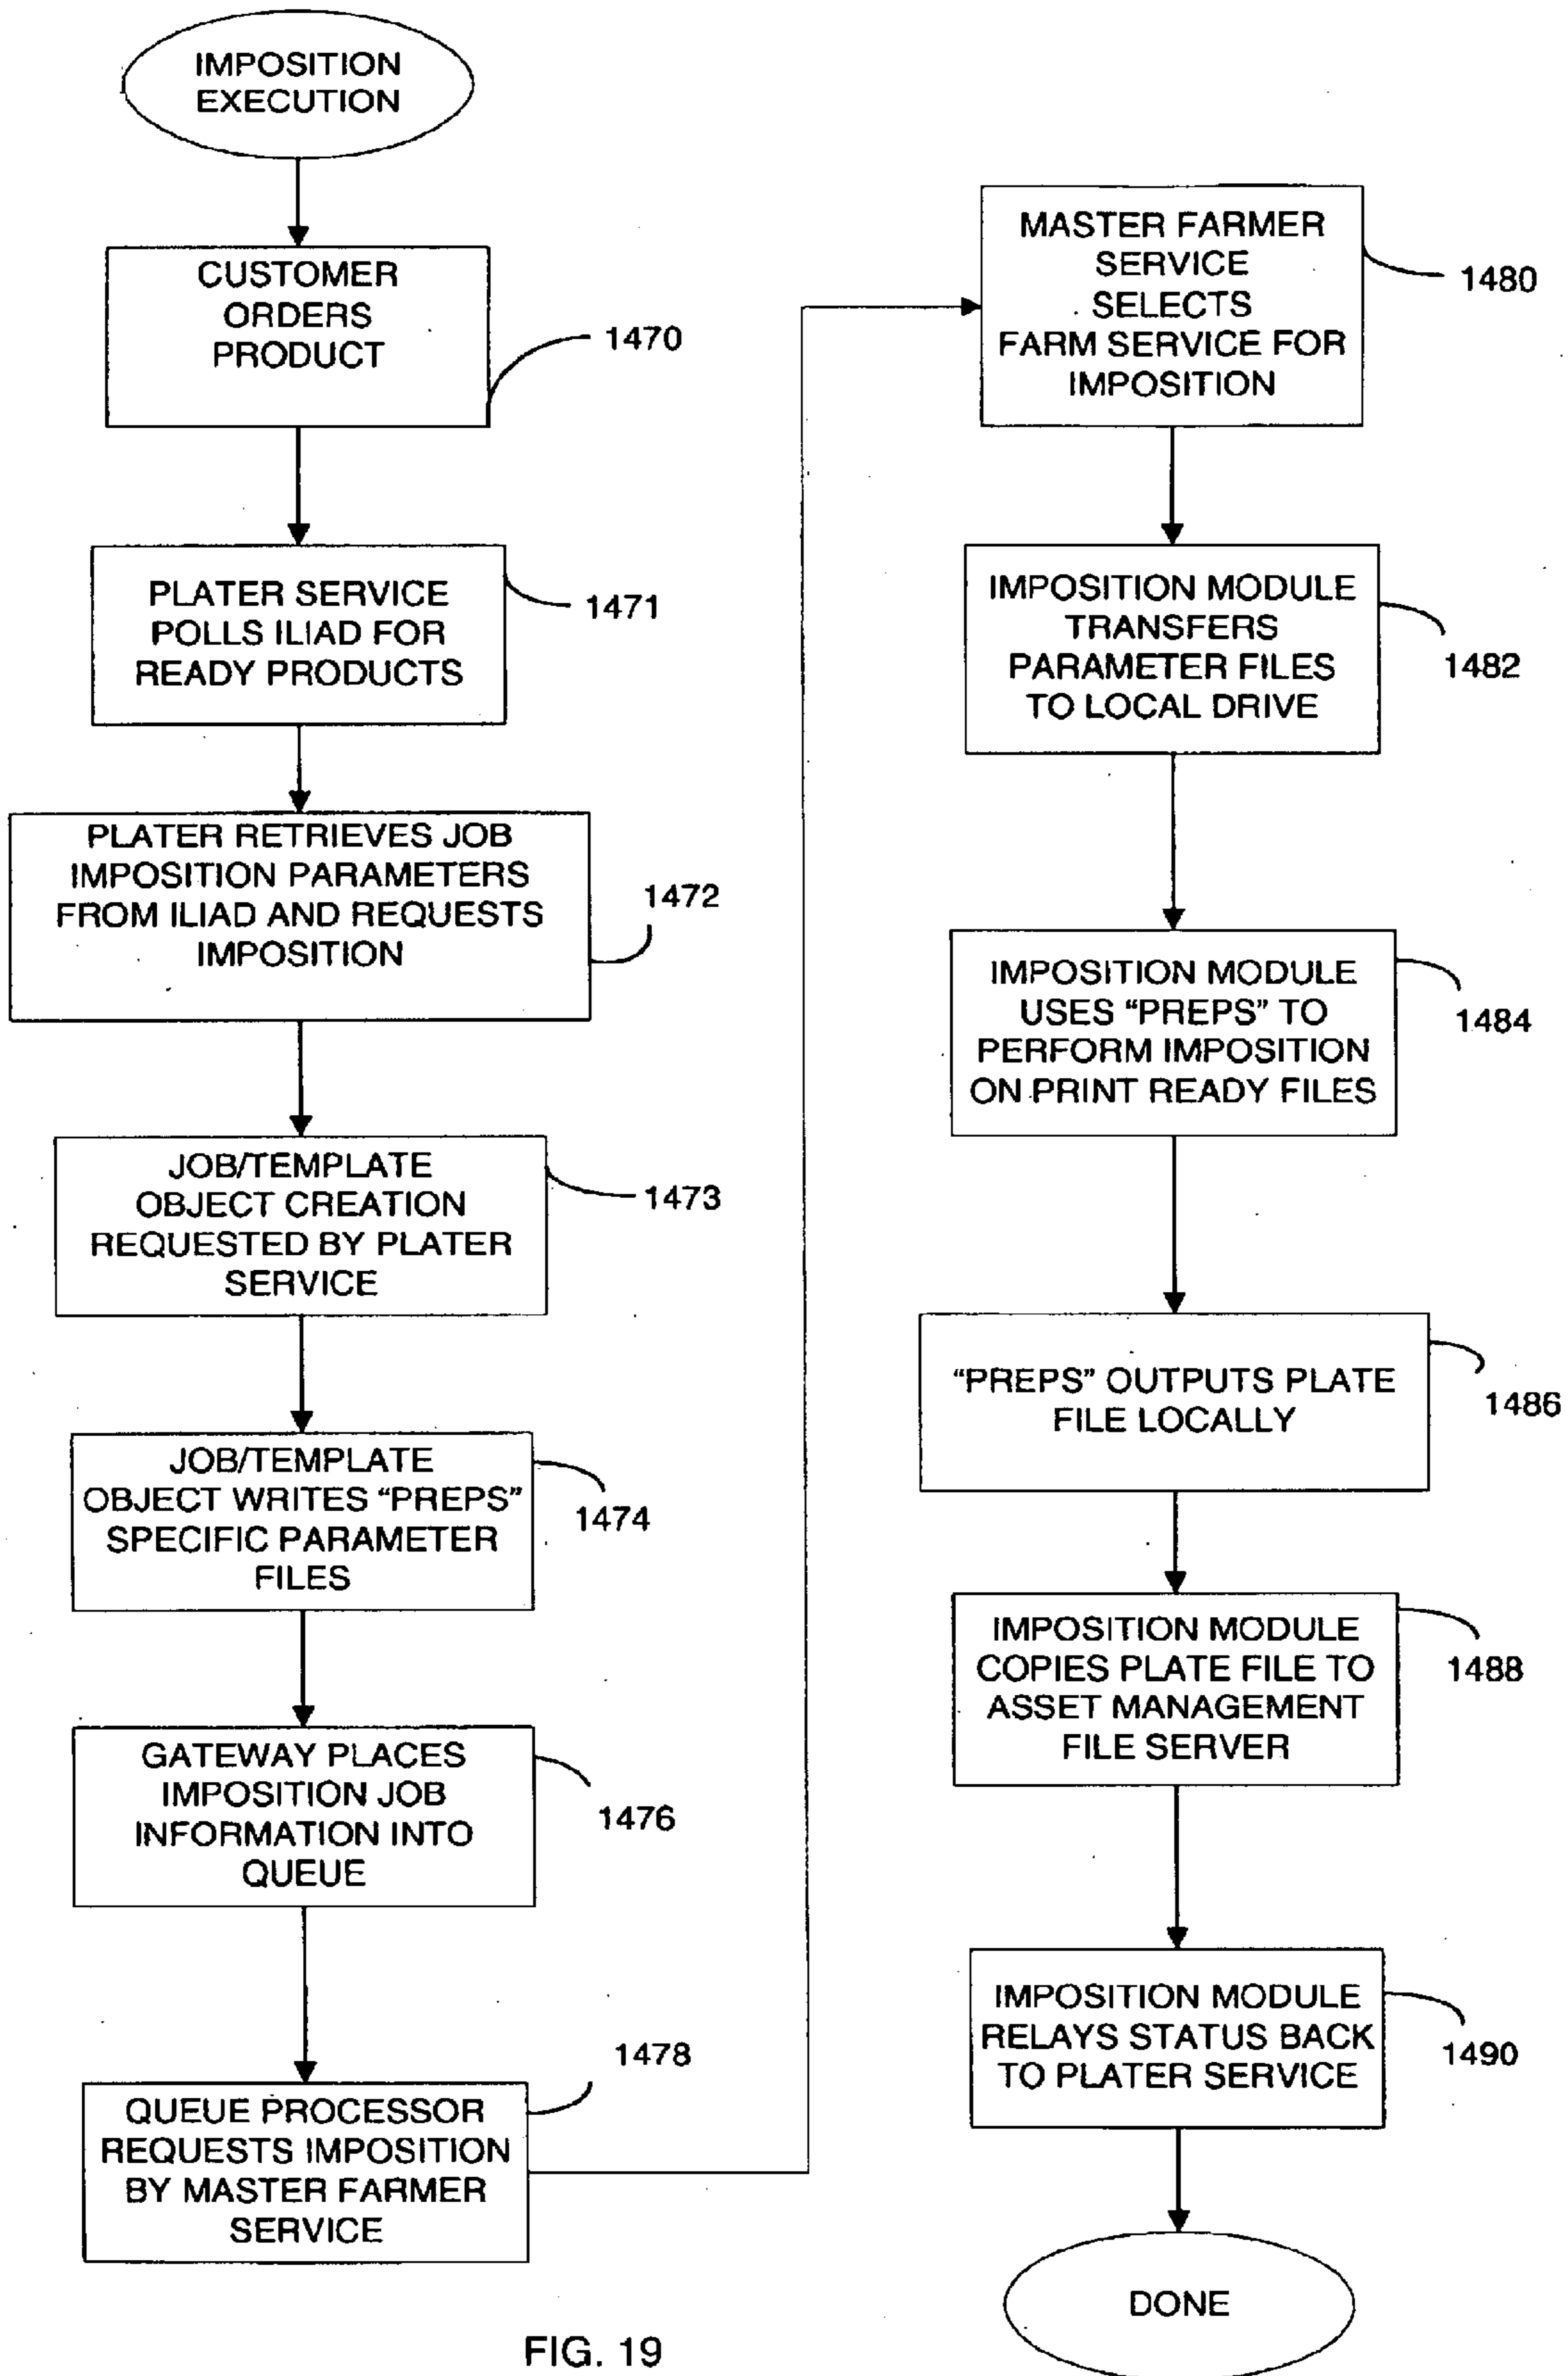 IMPOSITION
EXECUTION
CUSTOMER
ORDERS
PRODUCT
1470
PLATER SERVICE
POLLS ILIAD FOR
READY PRODUCTS
1471
PLATER RETRIEVES JOB
IMPOSITION PARAMETERS
FROM ILIAD AND REQUESTS
IMPOSITION
1472
JOB/TEMPLATE
OBJECT CREATION
REQUESTED BY PLATER
SERVICE
1473
JOB/TEMPLATE
OBJECT WRITES “PREPS”
SPECIFIC PARAMETER
FILES
1474
GATEWAY PLACES
IMPOSITION JOB
INFORMATION INTO
QUEUE
1476
1478
QUEUE PROCESSOR
REQUESTS IMPOSITION
BY MASTER FARMER
SERVICE
MASTER FARMER
SERVICE
SELECTS
FARM SERVICE FOR
IMPOSITION
1480
IMPOSITION MODULE
TRANSFERS
PARAMETER FILES
TO LOCAL DRIVE
1482
IMPOSITION MODULE
USES “PREPS” TO
PERFORM IMPOSITION
ON PRINT READY FILES
1484
“PREPS” OUTPUTS PLATE
FILE LOCALLY
1486
IMPOSITION MODULE
COPIES PLATE FILE TO
ASSET MANAGEMENT
FILE SERVER
1488
IMPOSITION MODULE
RELAYS STATUS BACK
TO PLATER SERVICE
1490
DONE
FIG. 19